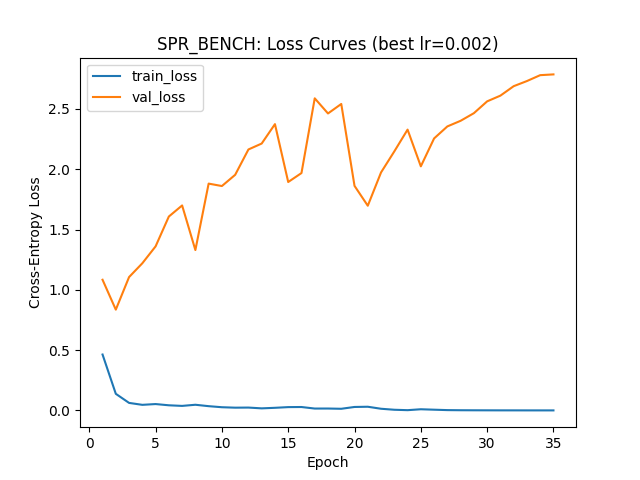 SPR_BENCH: Loss Curves (best lr=0.002)
train_loss
val_loss
Cross-Entropy Loss
2.5
2.0
1.5
1.0
0.5
0.0
0 5 10 15 20 25 30 35
Epoch